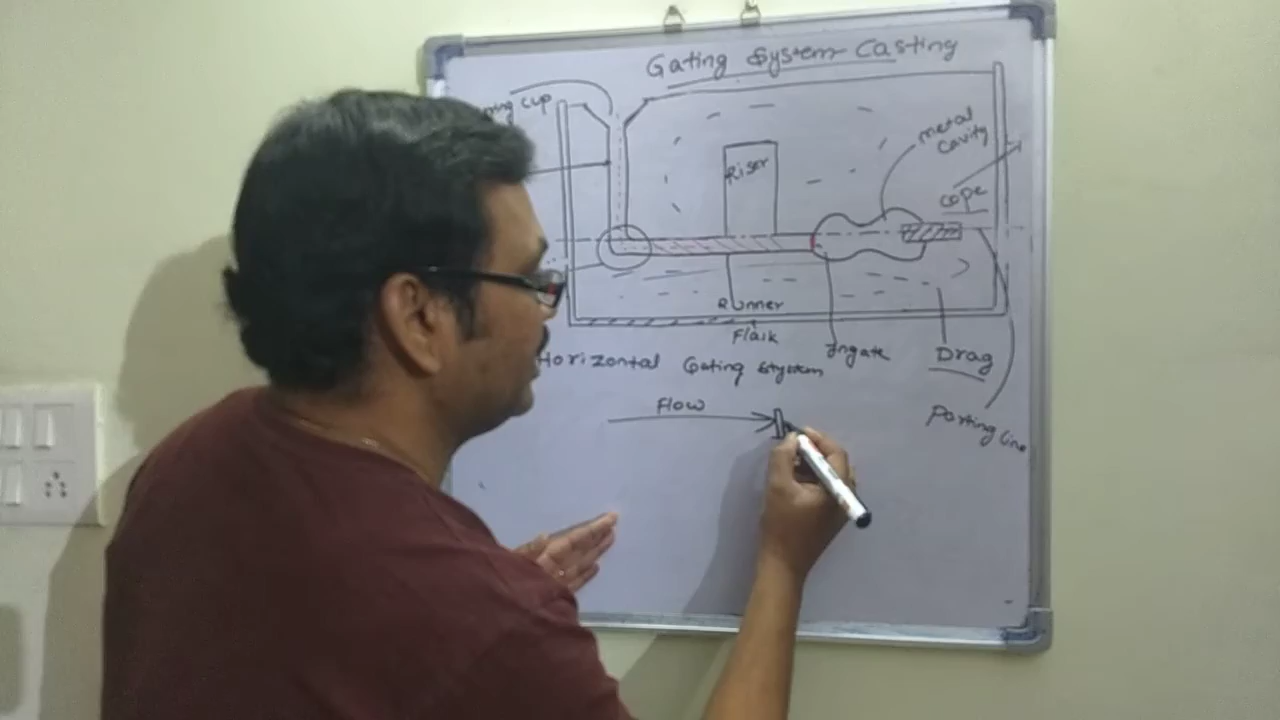 Gating System Casting
cup
metal
cavity
Riser
cope
Runner
Flask
Ingate
Drag
Horizontal Gating System
Flow
Parting Line